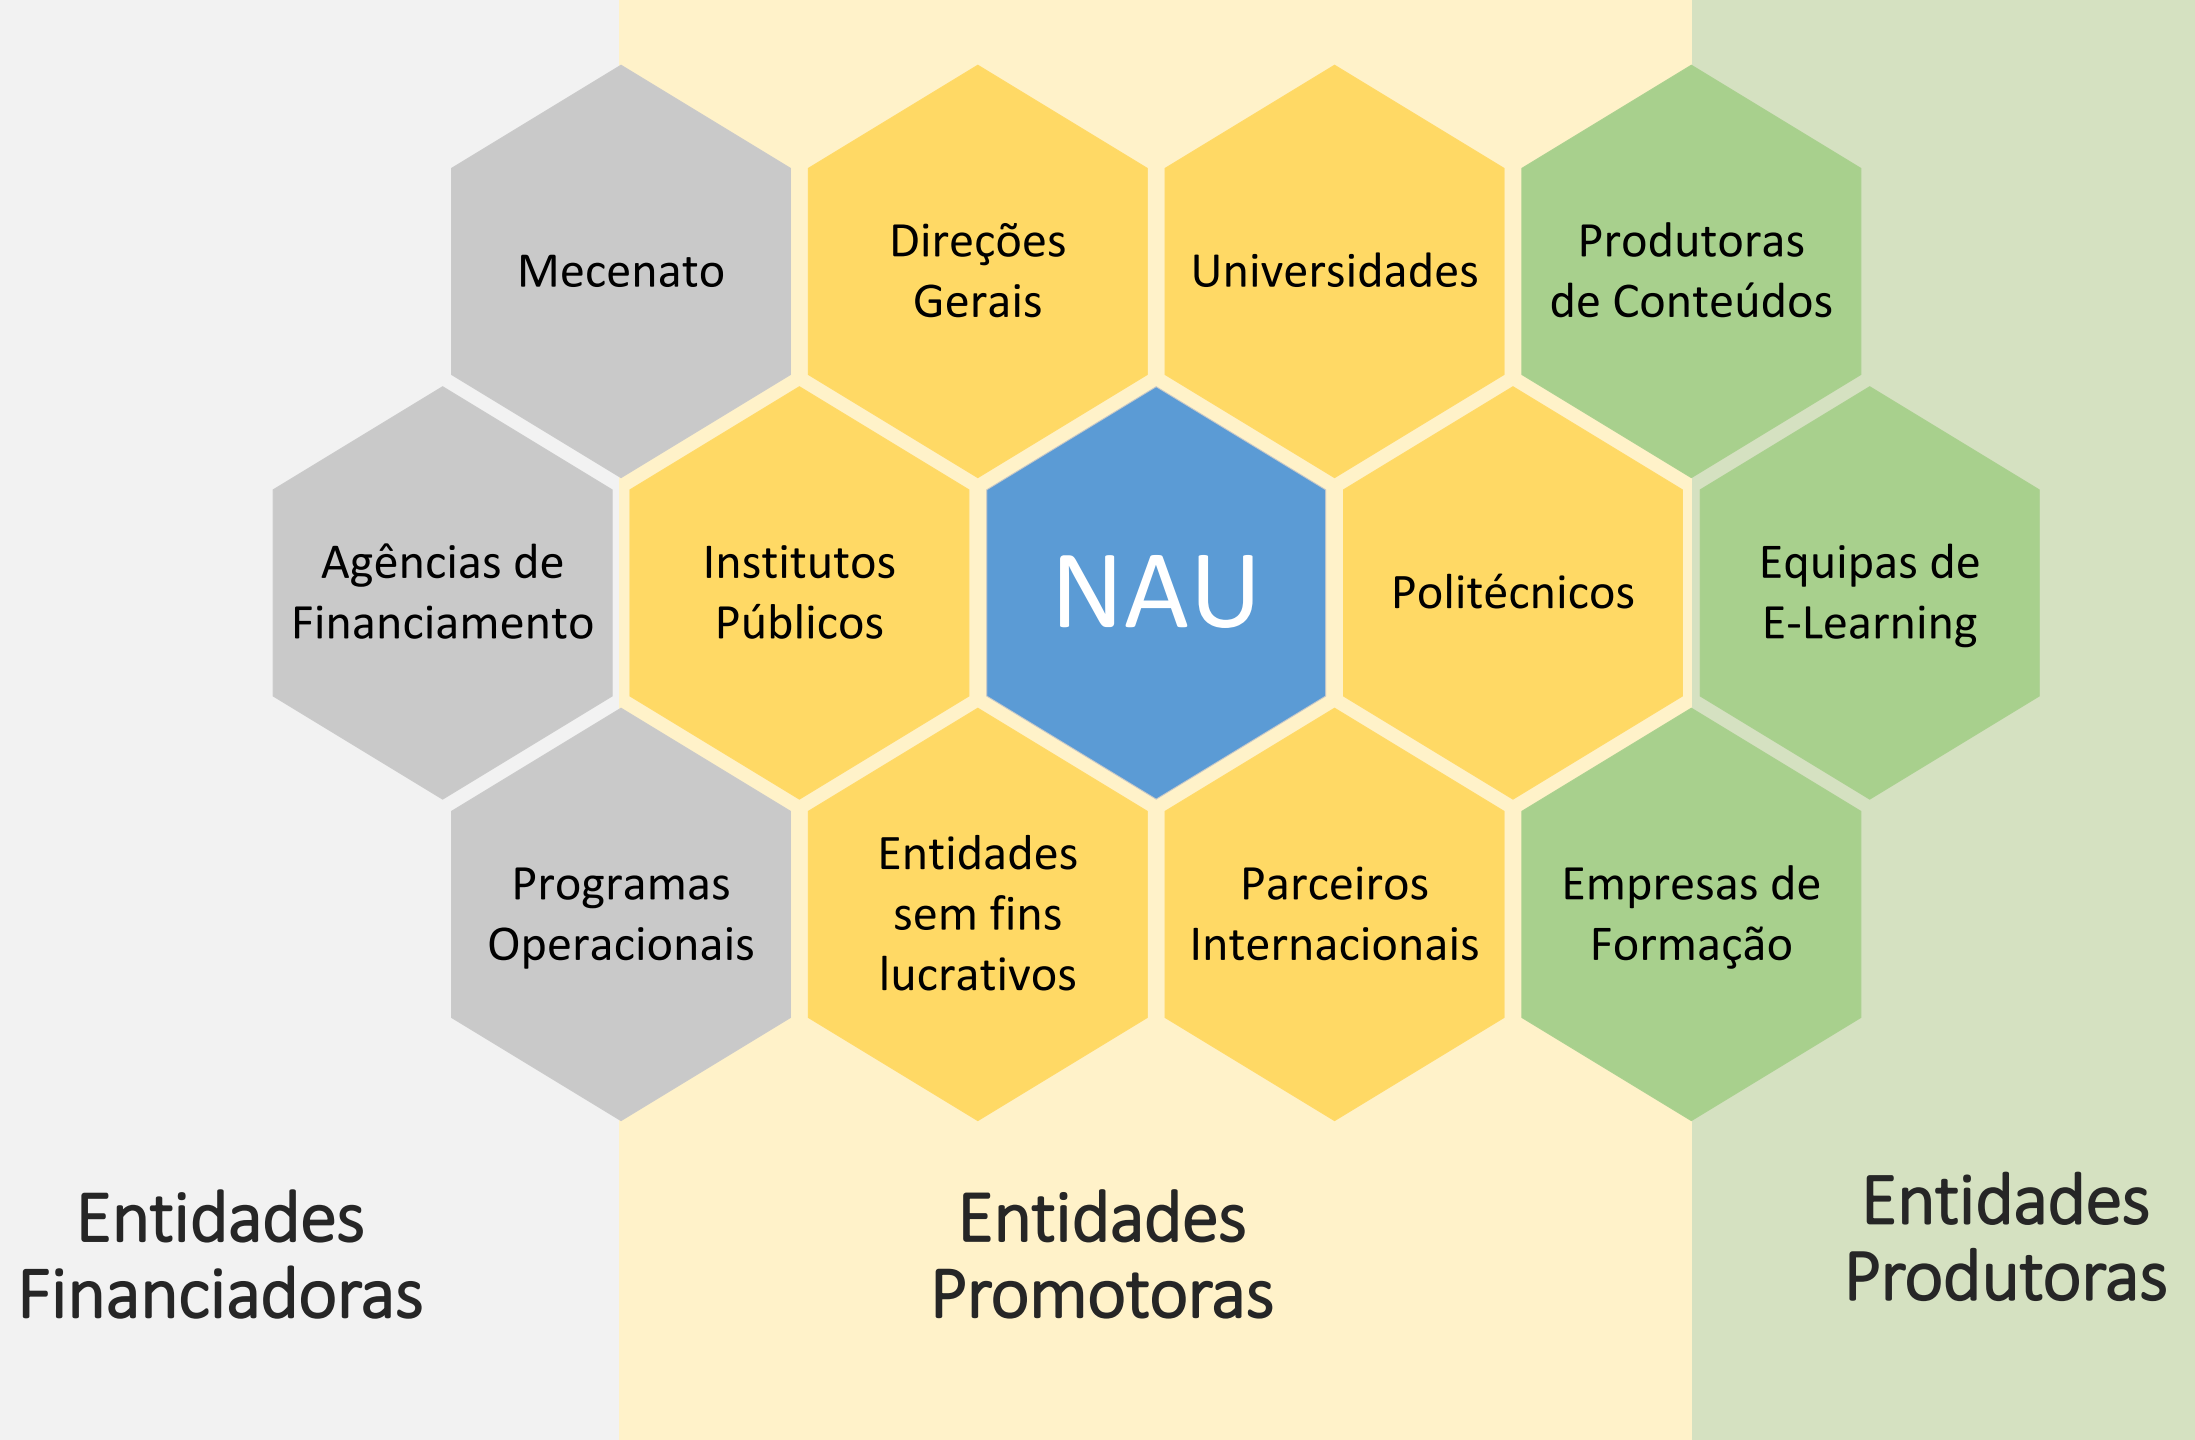 Mecenato
Direções
Gerais
Universidades
Produtoras
de Conteúdos
Agências de
Financiamento
Institutos
Públicos
NAU
Politécnicos
Equipas de
E-Learning
Programas
Operacionais
Entidades
sem fins
lucrativos
Parceiros
Internacionais
Empresas de
Formação
Entidades
Financiadoras
Entidades
Promotoras
Entidades
Produtoras